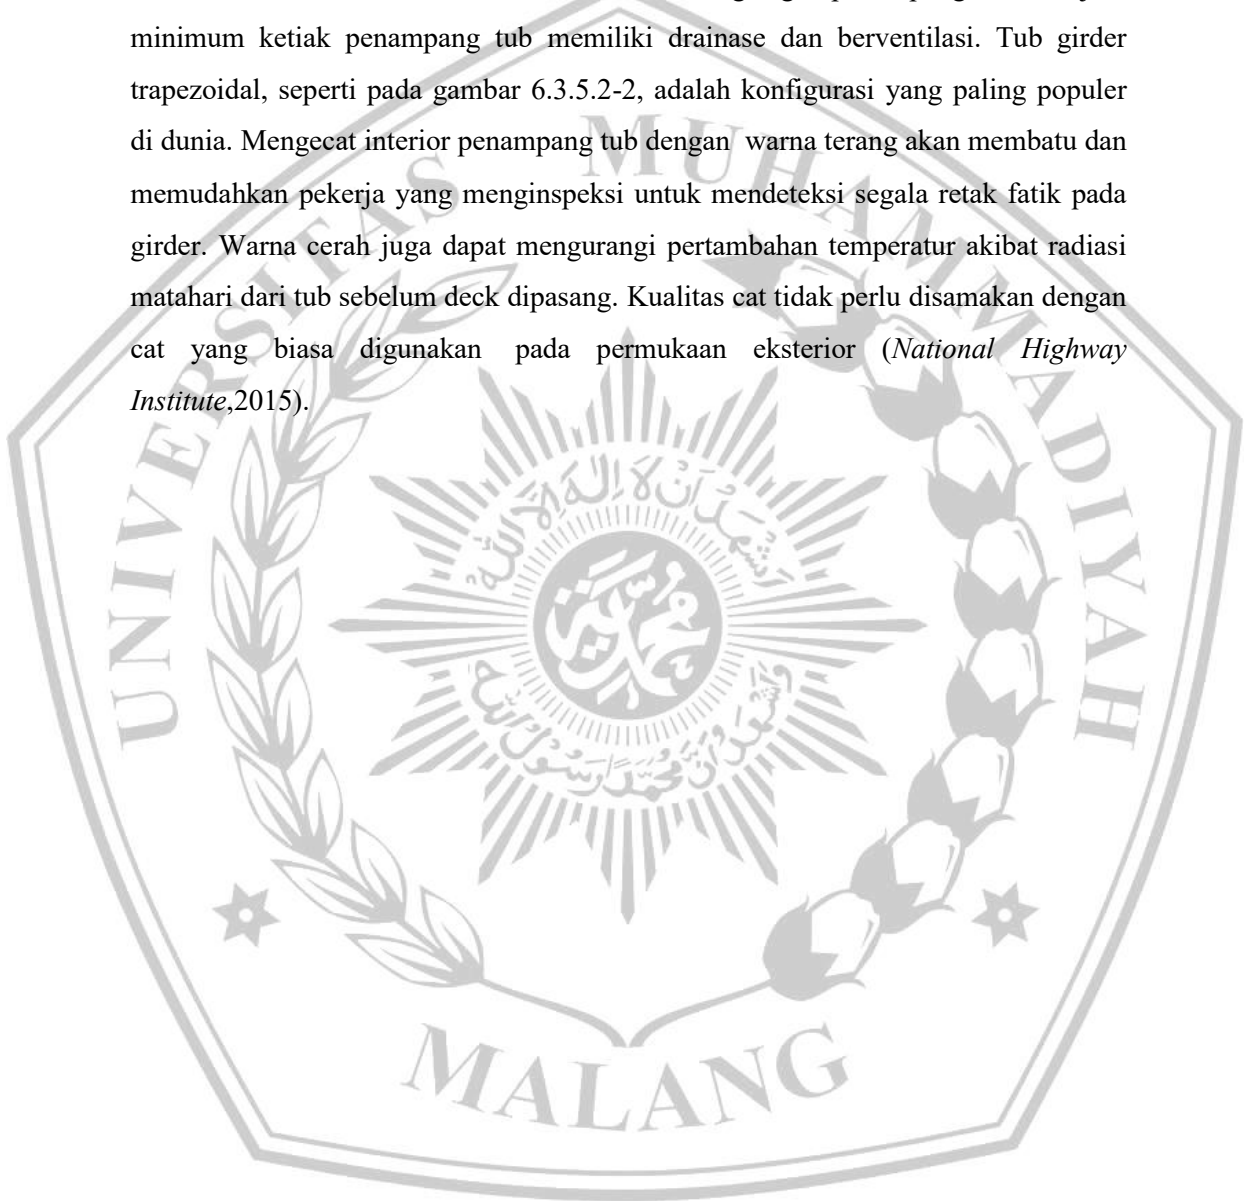 minimum ketiak penampang tub memiliki drainase dan berventilasi. Tub girder
trapezoidal, seperti pada gambar 6.3.5.2-2, adalah konfigurasi yang paling populer
di dunia. Mengecat interior penampang tub dengan warna terang akan membatu dan
memudahkan pekerja yang menginspeksi untuk mendeteksi segala retak fatik pada
girder. Warna cerah juga dapat mengurangi pertambahan temperatur akibat radiasi
matahari dari tub sebelum deck dipasang. Kualitas cat tidak perlu disamakan dengan
cat yang biasa digunakan pada permukaan eksterior (National Highway
Institute,2015).
UNIVERSITAS MUHAMMADIYAH
MALANG